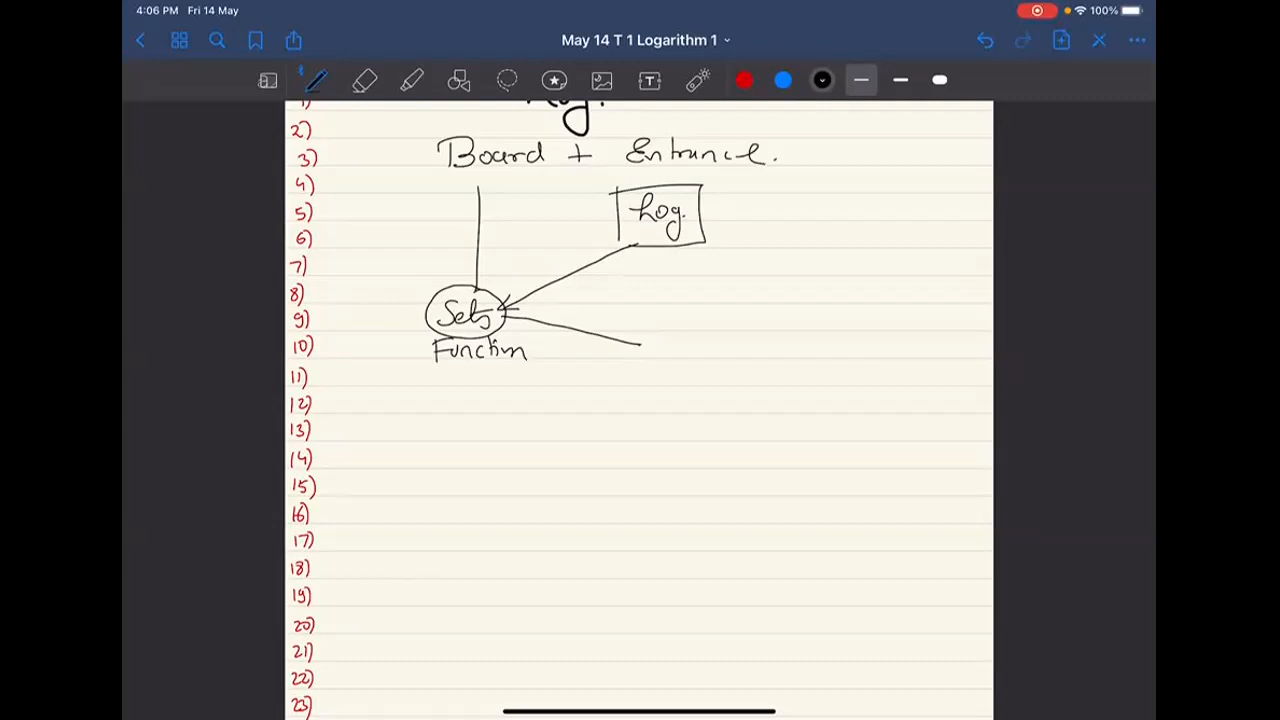 4:06 PM Fri 14 May
100%
May 14 T 1 Logarithm 1
Log.
1)
2)
3) Board + Entrance.
4)
5) Log.
6)
7)
8)
9) Sets
10) Function
11)
12)
13)
14)
15)
16)
17)
18)
19)
20)
21)
22)
23)